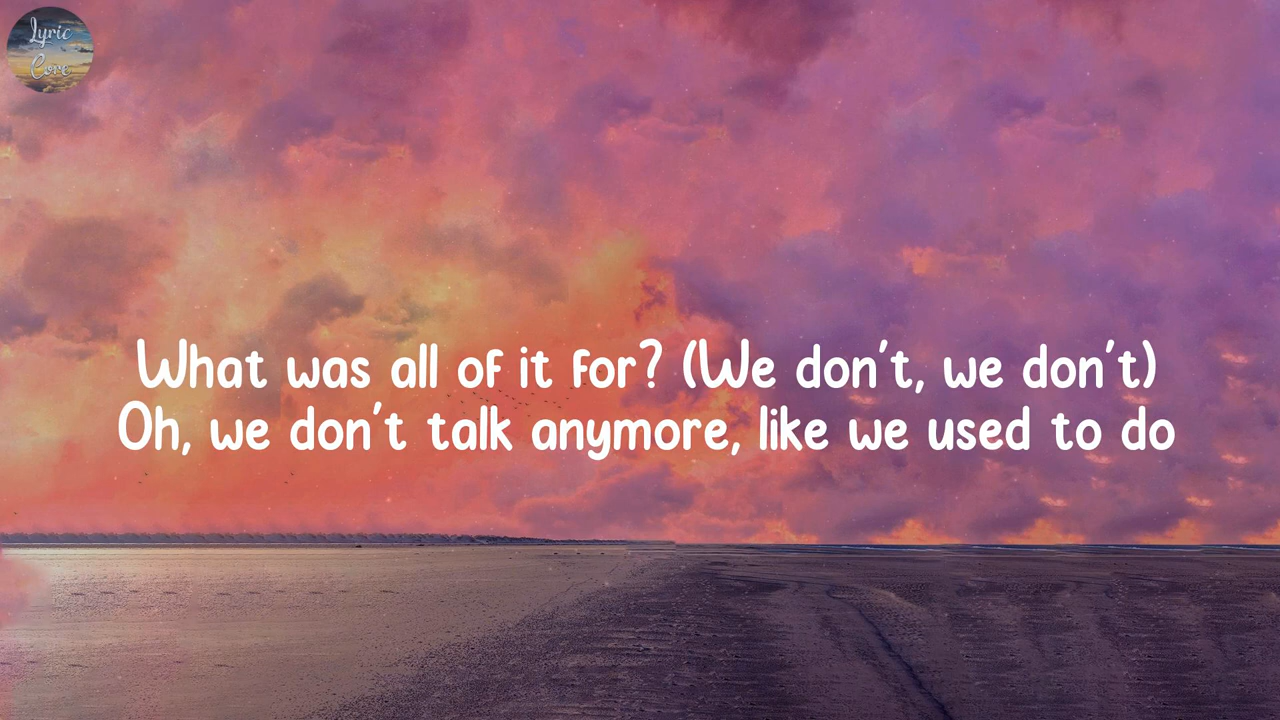 Lyric
Core
What was all of it for? (We don't, we don't)
Oh, we don't talk anymore, like we used to do